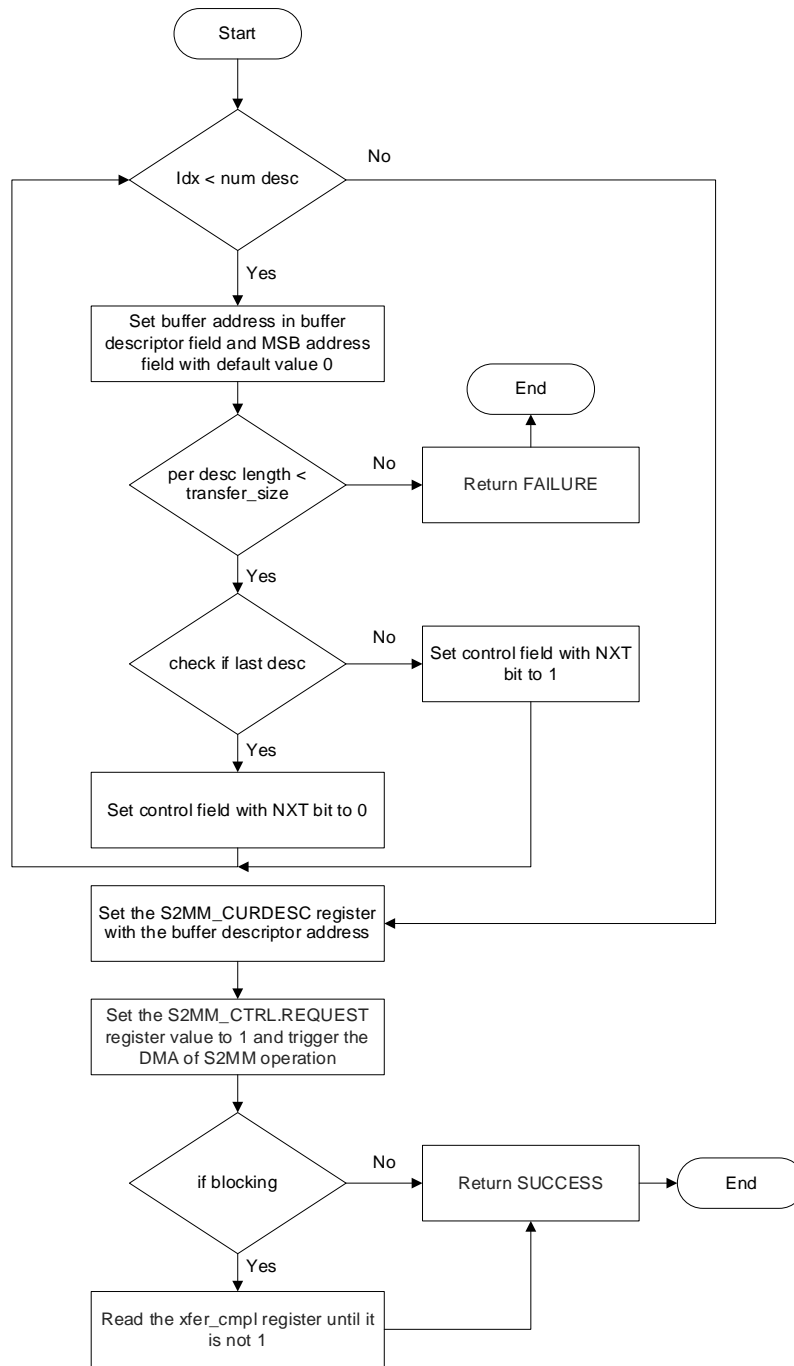 Start
Idx < num desc
No
Yes
Set buffer address in buffer
descriptor field and MSB address
field with default value 0
End
per desc length <
transfer_size
No
Return FAILURE
Yes
check if last desc
No
Set control field with NXT
bit to 1
Yes
Set control field with NXT bit to 0
Set the S2MM_CURDESC register
with the buffer descriptor address
Set the S2MM_CTRL.REQUEST
register value to 1 and trigger the
DMA of S2MM operation
if blocking
No
Return SUCCESS
End
Yes
Read the xfer_cmpl register until it
is not 1